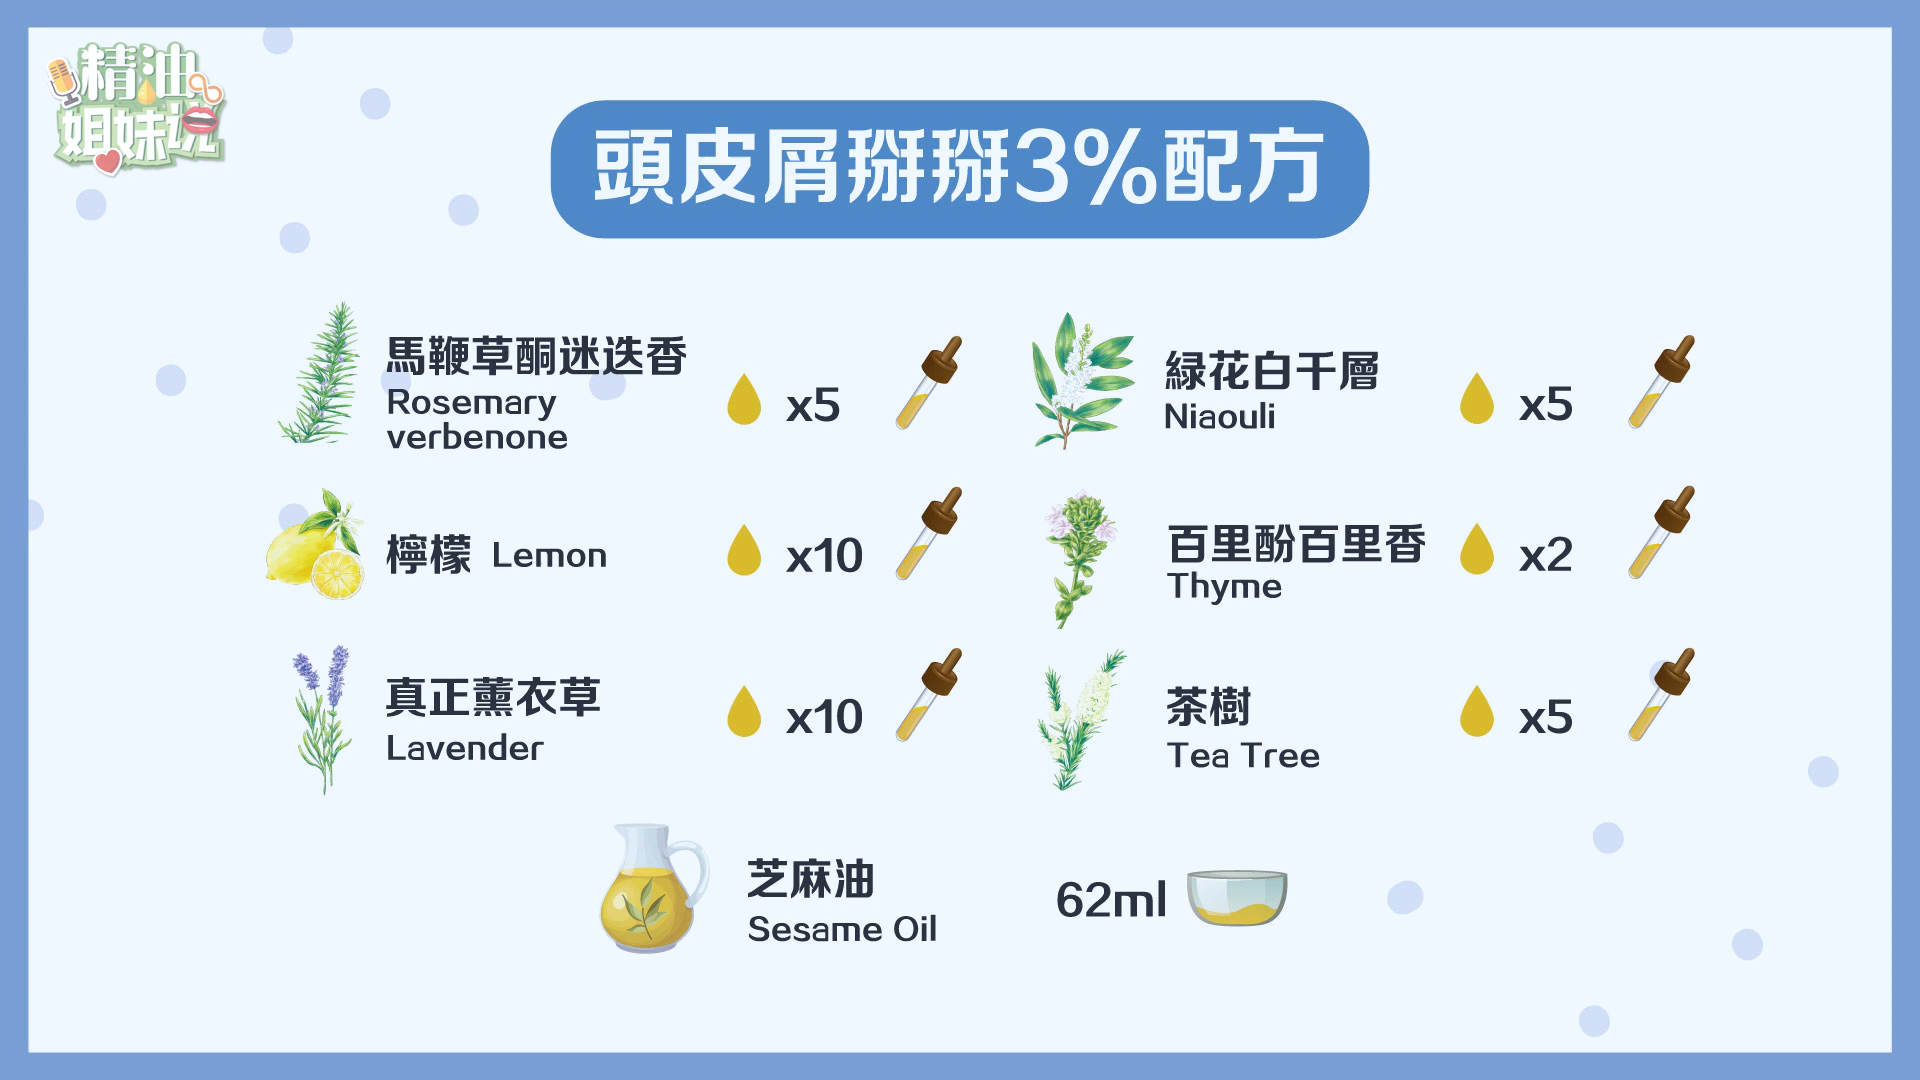 精油
姐妹说
頭皮屑掰掰3%配方
馬鞭草酮迷迭香
Rosemary
verbenone
x5
綠花白千層
Niaouli
x5
檸檬 Lemon
x10
百里酚百里香
Thyme
x2
真正薰衣草
Lavender
x10
茶樹
Tea Tree
x5
芝麻油
Sesame Oil
62ml